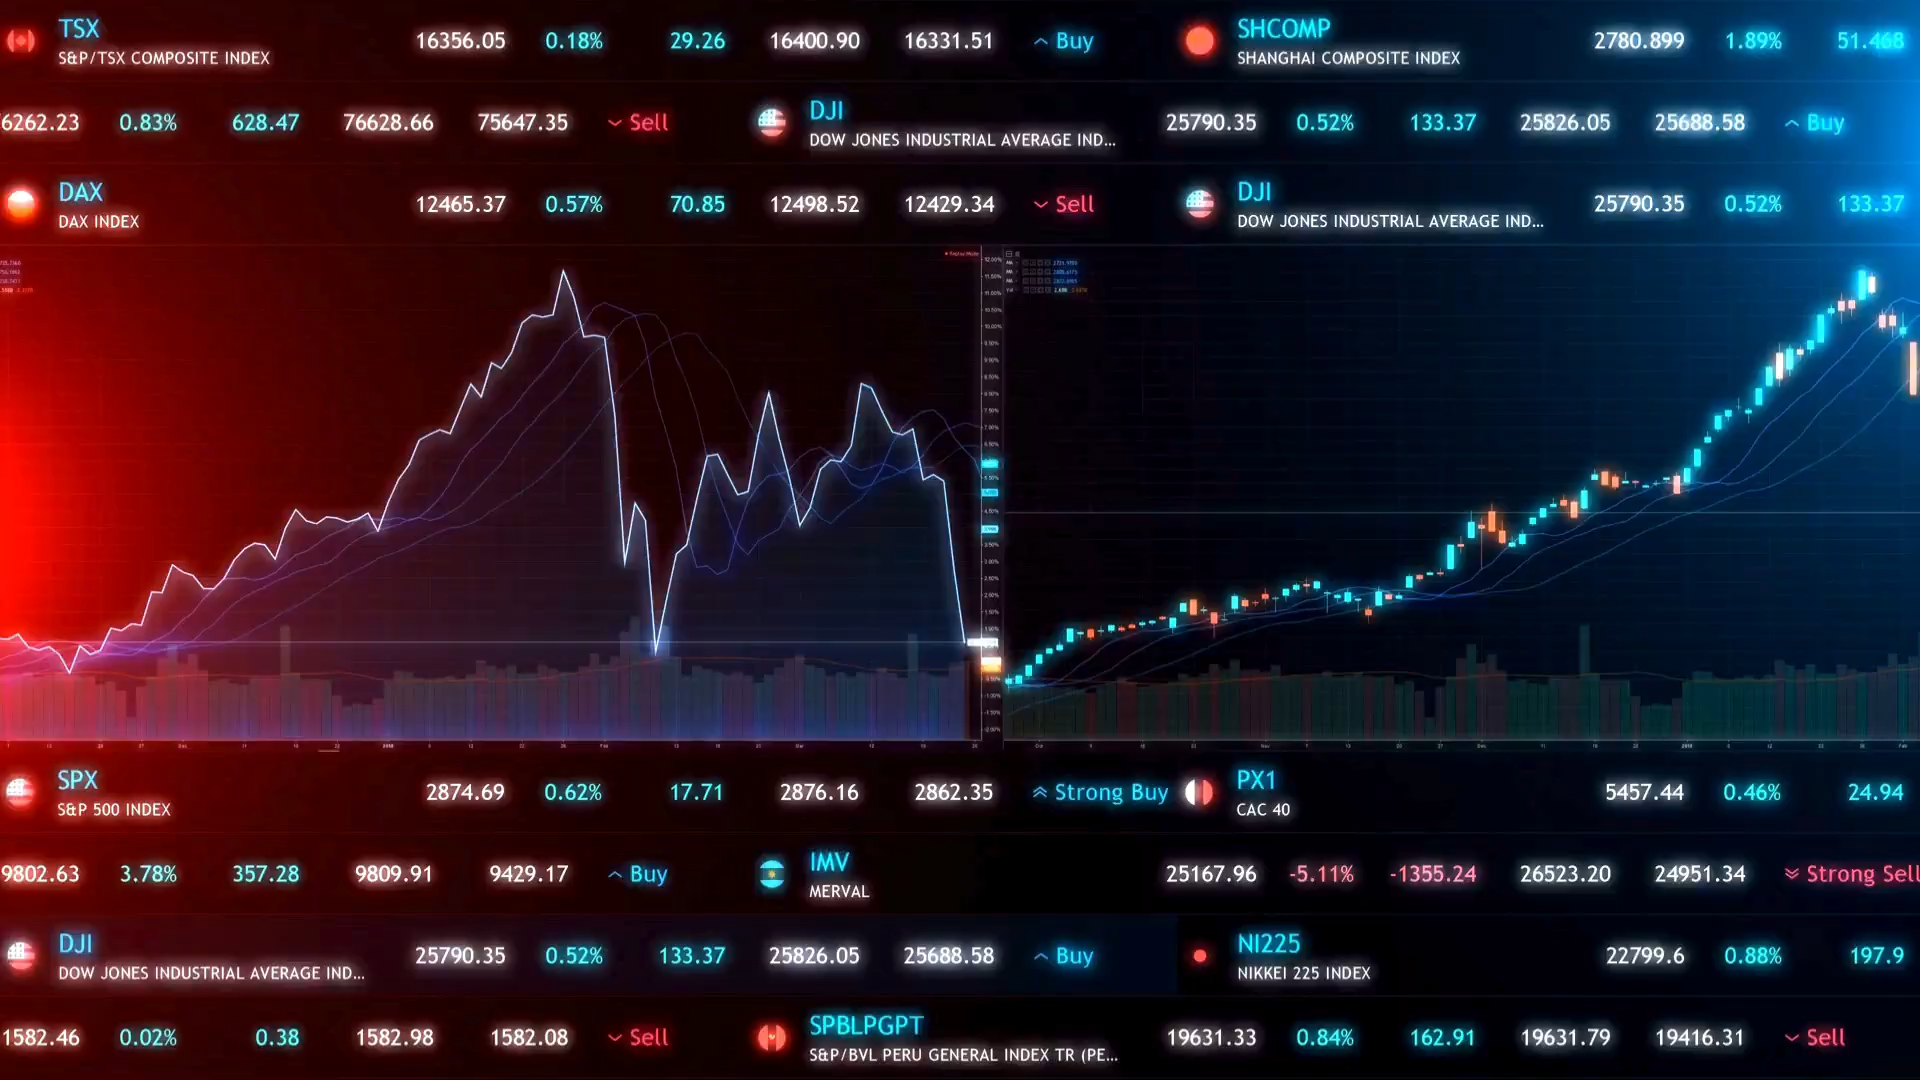 TSX
S&P/TSX COMPOSITE INDEX
16356.05 0.18% 29.26 16400.90 16331.51 Buy
SHCOMP
SHANGHAI COMPOSITE INDEX
2780.899 1.89% 51.468
6262.23 0.83% 628.47 76628.66 75647.35 Sell
DJI
DOW JONES INDUSTRIAL AVERAGE IND...
25790.35 0.52% 133.37 25826.05 25688.58 Buy
DAX
DAX INDEX
12465.37 0.57% 70.85 12498.52 12429.34 Sell
DJI
DOW JONES INDUSTRIAL AVERAGE IND...
25790.35 0.52% 133.37
SPX
S&P 500 INDEX
2874.69 0.62% 17.71 2876.16 2862.35 Strong Buy
PX1
CAC 40
5457.44 0.46% 24.94
9802.63 3.78% 357.28 9809.91 9429.17 Buy
IMV
MERVAL
25167.96 -5.11% -1355.24 26523.20 24951.34 Strong Sell
DJI
DOW JONES INDUSTRIAL AVERAGE IND...
25790.35 0.52% 133.37 25826.05 25688.58 Buy
NI225
NIKKEI 225 INDEX
22799.6 0.88% 197.9
1582.46 0.02% 0.38 1582.98 1582.08 Sell
SPBLPGPT
S&P/BVL PERU GENERAL INDEX TR (PE...
19631.33 0.84% 162.91 19631.79 19416.31 Sell